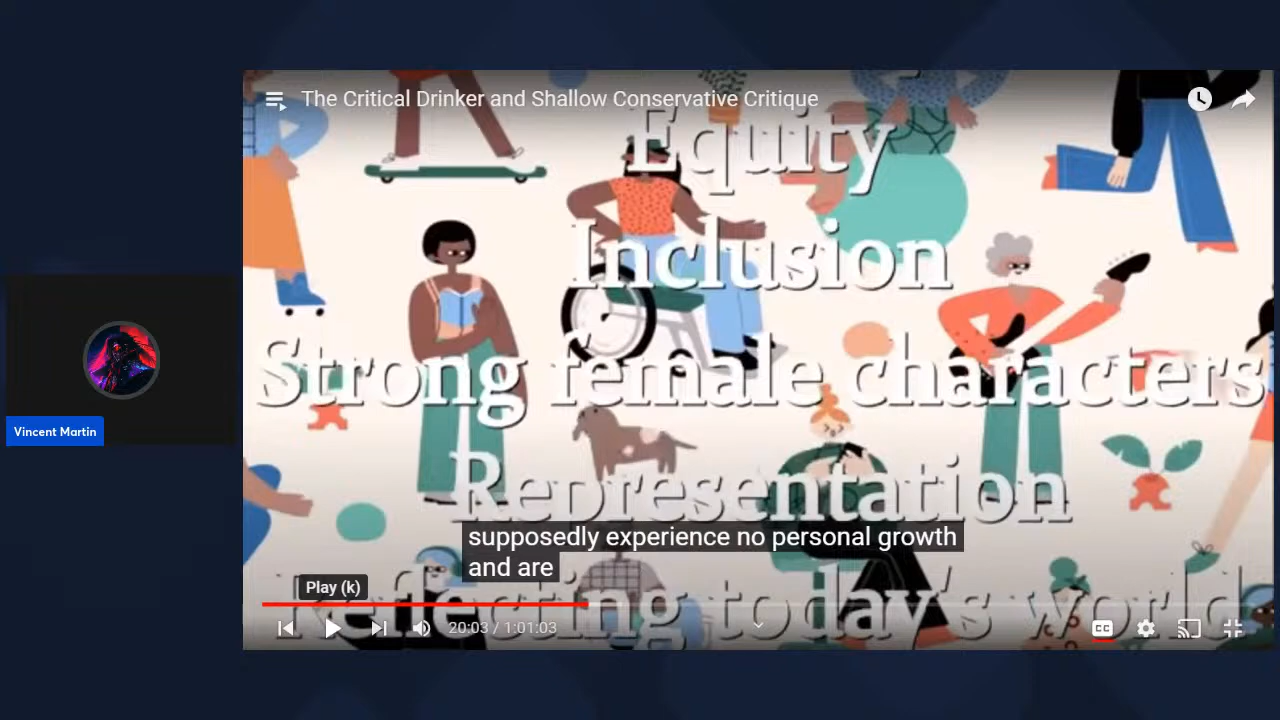 The Critical Drinker and Shallow Conservative Critique
Equity
Inclusion
Strong female characters
Representation
supposedly experience no personal growth
and are
Play (k)
Reflecting today's world
20:03 / 1:01:03
CC
Vincent Martin